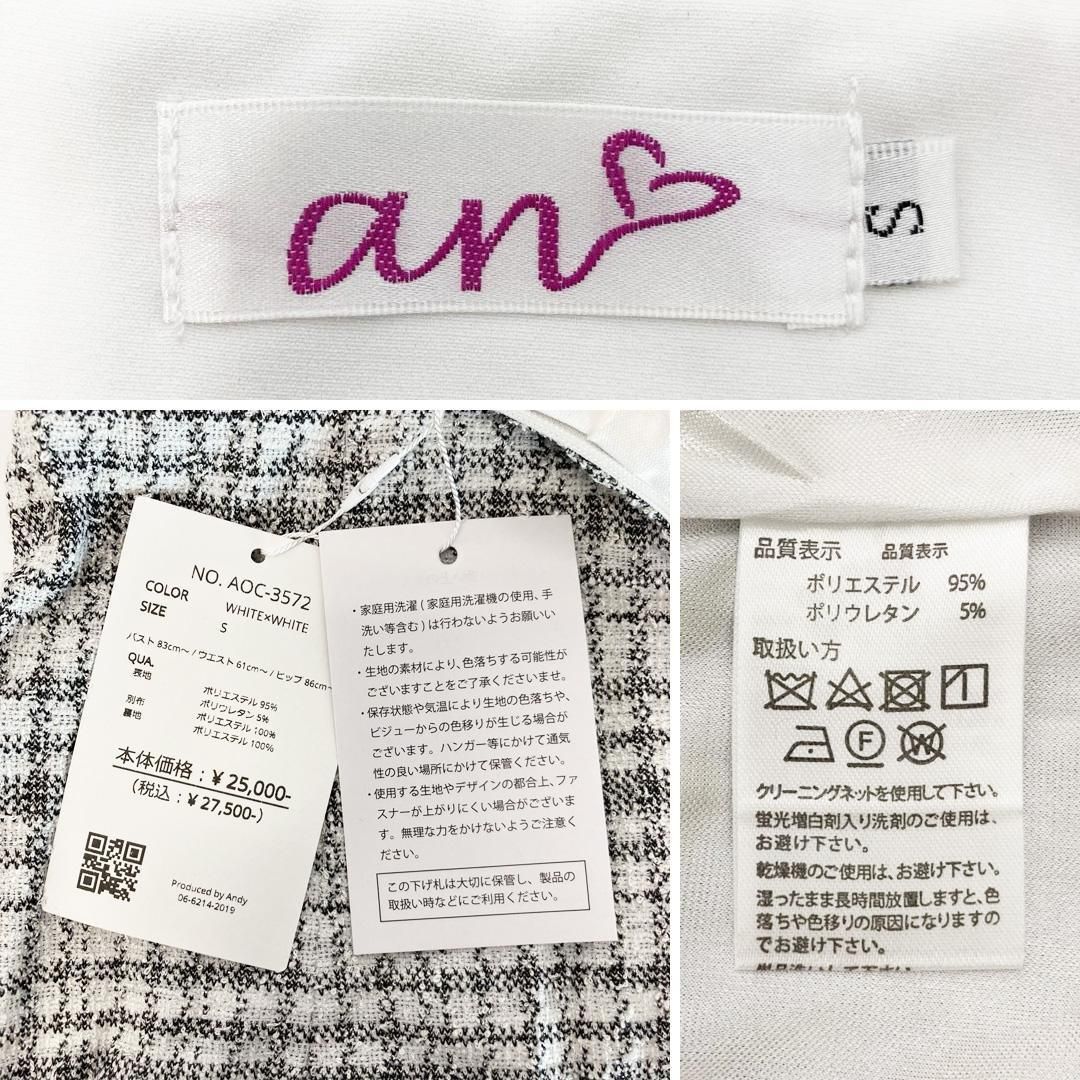 an
S
NO. AOC-3572
COLOR WHITE×WHITE
SIZE S
バスト 83cm〜 / ウエスト 61cm〜 / ヒップ 86cm〜
QUA.
表地 ポリエステル 95%
ポリウレタン 5%
別布 ポリエステル 100%
裏地 ポリエステル 100%
本体価格：￥25,000-
（税込：￥27,500-）
Produced by Andy
06-6214-2019
・家庭用洗濯 ( 家庭用洗濯機の使用、手
洗い等含む ) は行わないようお願いい
たします。
・生地の素材により、色落ちする可能性が
ございますことをご了承くださいませ。
・保存状態や気温により生地の色落ちや、
ビジューからの色移りが生じる場合が
ございます。ハンガー等にかけて通気
性の良い場所にかけて保管ください。
・使用する生地やデザインの都合上、ファ
スナーが上がりにくい場合がございま
す。無理な力をかけないようご注意く
ださい。
この下げ札は大切に保管し、製品の
取扱い時などにご利用ください。
品質表示 品質表示
ポリエステル 95%
ポリウレタン 5%
取扱い方
F W
クリーニングネットを使用して下さい。
蛍光増白剤入り洗剤のご使用は、
お避け下さい。
乾燥機のご使用は、お避け下さい。
湿ったまま長時間放置しますと、色
落ちや色移りの原因になりますの
でお避け下さい。